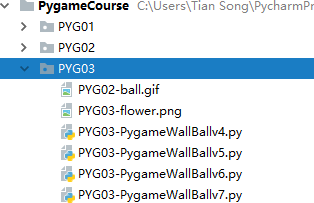 PygameCourse C:\Users\Tian Song\PycharmPr
PYG01
PYG02
PYG03
PYG02-ball.gif
PYG03-flower.png
PYG03-PygameWallBallv4.py
PYG03-PygameWallBallv5.py
PYG03-PygameWallBallv6.py
PYG03-PygameWallBallv7.py